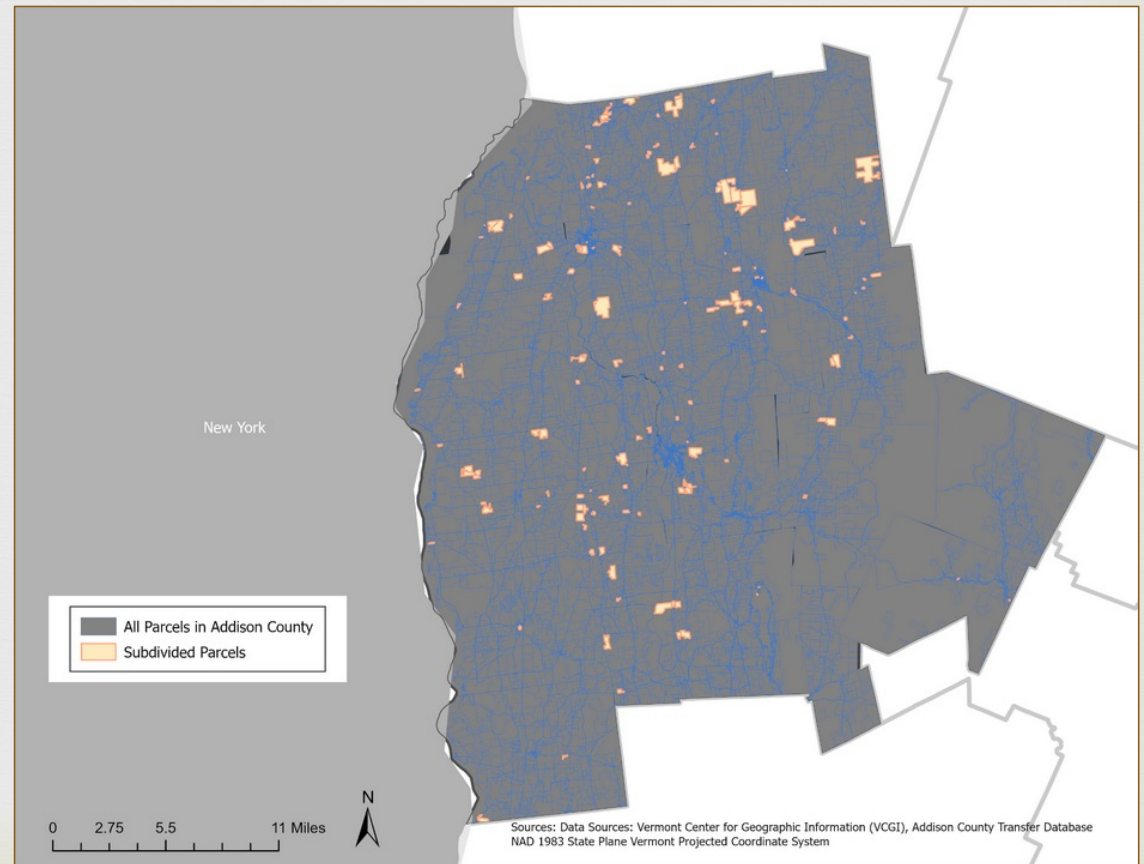 New York
All Parcels in Addison County
Subdivided Parcels
N
0 2.75 5.5 11 Miles
Sources: Data Sources: Vermont Center for Geographic Information (VCGI), Addison County Transfer Database
NAD 1983 State Plane Vermont Projected Coordinate System